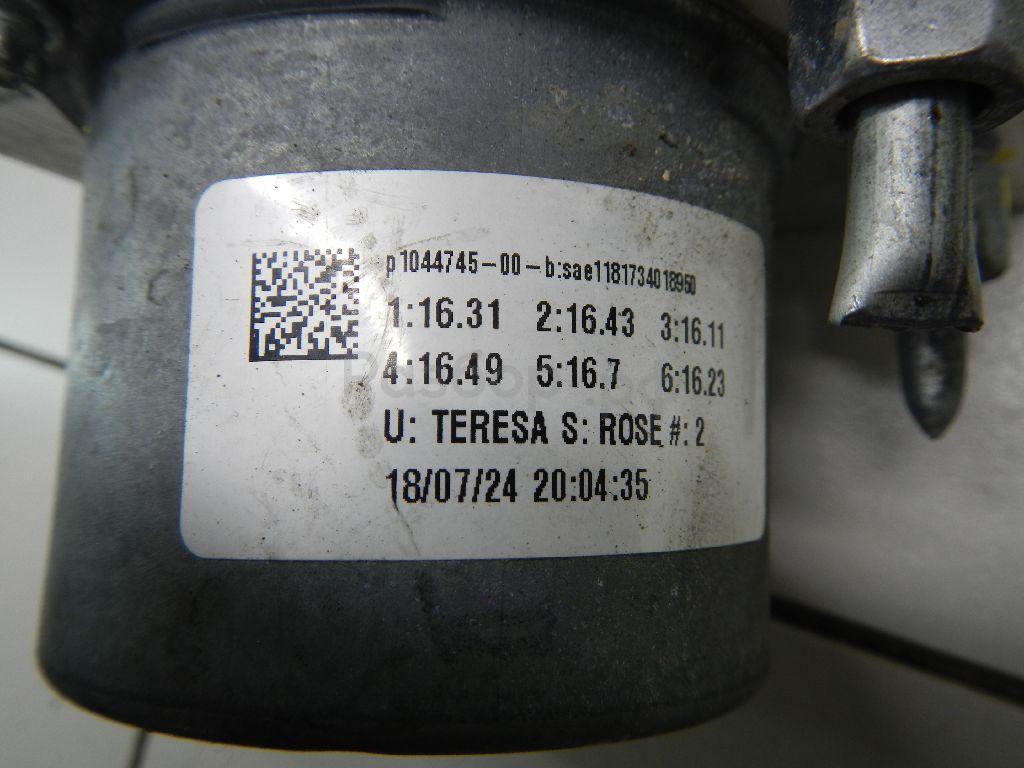 p1044745-00-b:sae1181734018950
1:16.31 2:16.43 3:16.11
4:16.49 5:16.7 6:16.23
U: TERESA S: ROSE #: 2
18/07/24 20:04:35